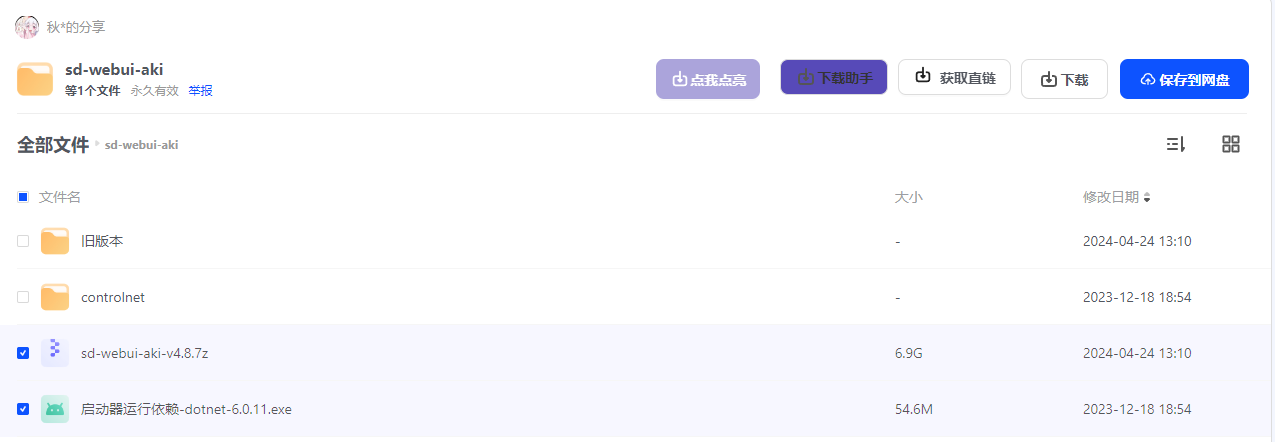 秋*的分享
sd-webui-aki
等1个文件 永久有效 举报
点我点亮 下载助手 获取直链 下载 保存到网盘
全部文件 sd-webui-aki
文件名 大小 修改日期
旧版本 - 2024-04-24 13:10
controlnet - 2023-12-18 18:54
sd-webui-aki-v4.8.7z 6.9G 2024-04-24 13:10
启动器运行依赖-dotnet-6.0.11.exe 54.6M 2023-12-18 18:54